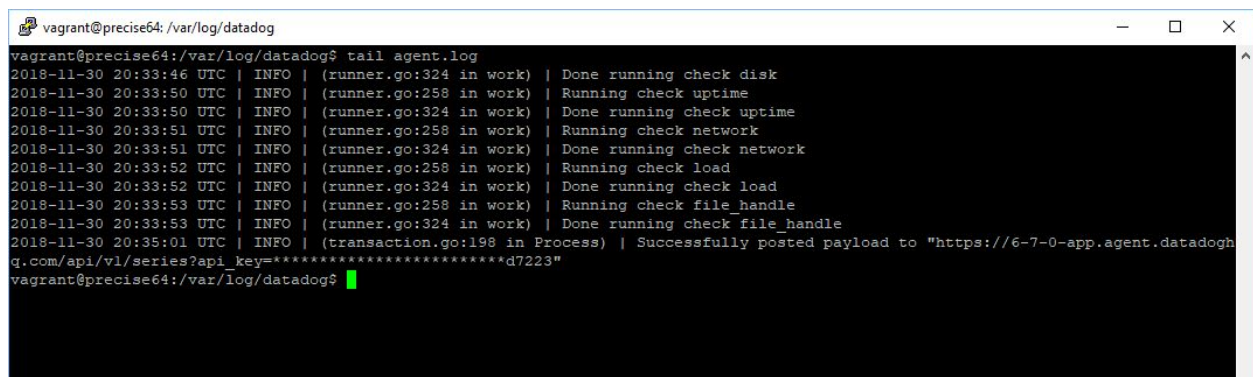 vagrant@precise64: /var/log/datadog
vagrant@precise64:/var/log/datadog$ tail agent.log
2018-11-30 20:33:46 UTC | INFO | (runner.go:324 in work) | Done running check disk
2018-11-30 20:33:50 UTC | INFO | (runner.go:258 in work) | Running check uptime
2018-11-30 20:33:50 UTC | INFO | (runner.go:324 in work) | Done running check uptime
2018-11-30 20:33:51 UTC | INFO | (runner.go:258 in work) | Running check network
2018-11-30 20:33:51 UTC | INFO | (runner.go:324 in work) | Done running check network
2018-11-30 20:33:52 UTC | INFO | (runner.go:258 in work) | Running check load
2018-11-30 20:33:52 UTC | INFO | (runner.go:324 in work) | Done running check load
2018-11-30 20:33:53 UTC | INFO | (runner.go:258 in work) | Running check file_handle
2018-11-30 20:33:53 UTC | INFO | (runner.go:324 in work) | Done running check file_handle
2018-11-30 20:35:01 UTC | INFO | (transaction.go:198 in Process) | Successfully posted payload to "https://6-7-0-app.agent.datadogh
q.com/api/v1/series?api_key=*************************d7223"
vagrant@precise64:/var/log/datadog$